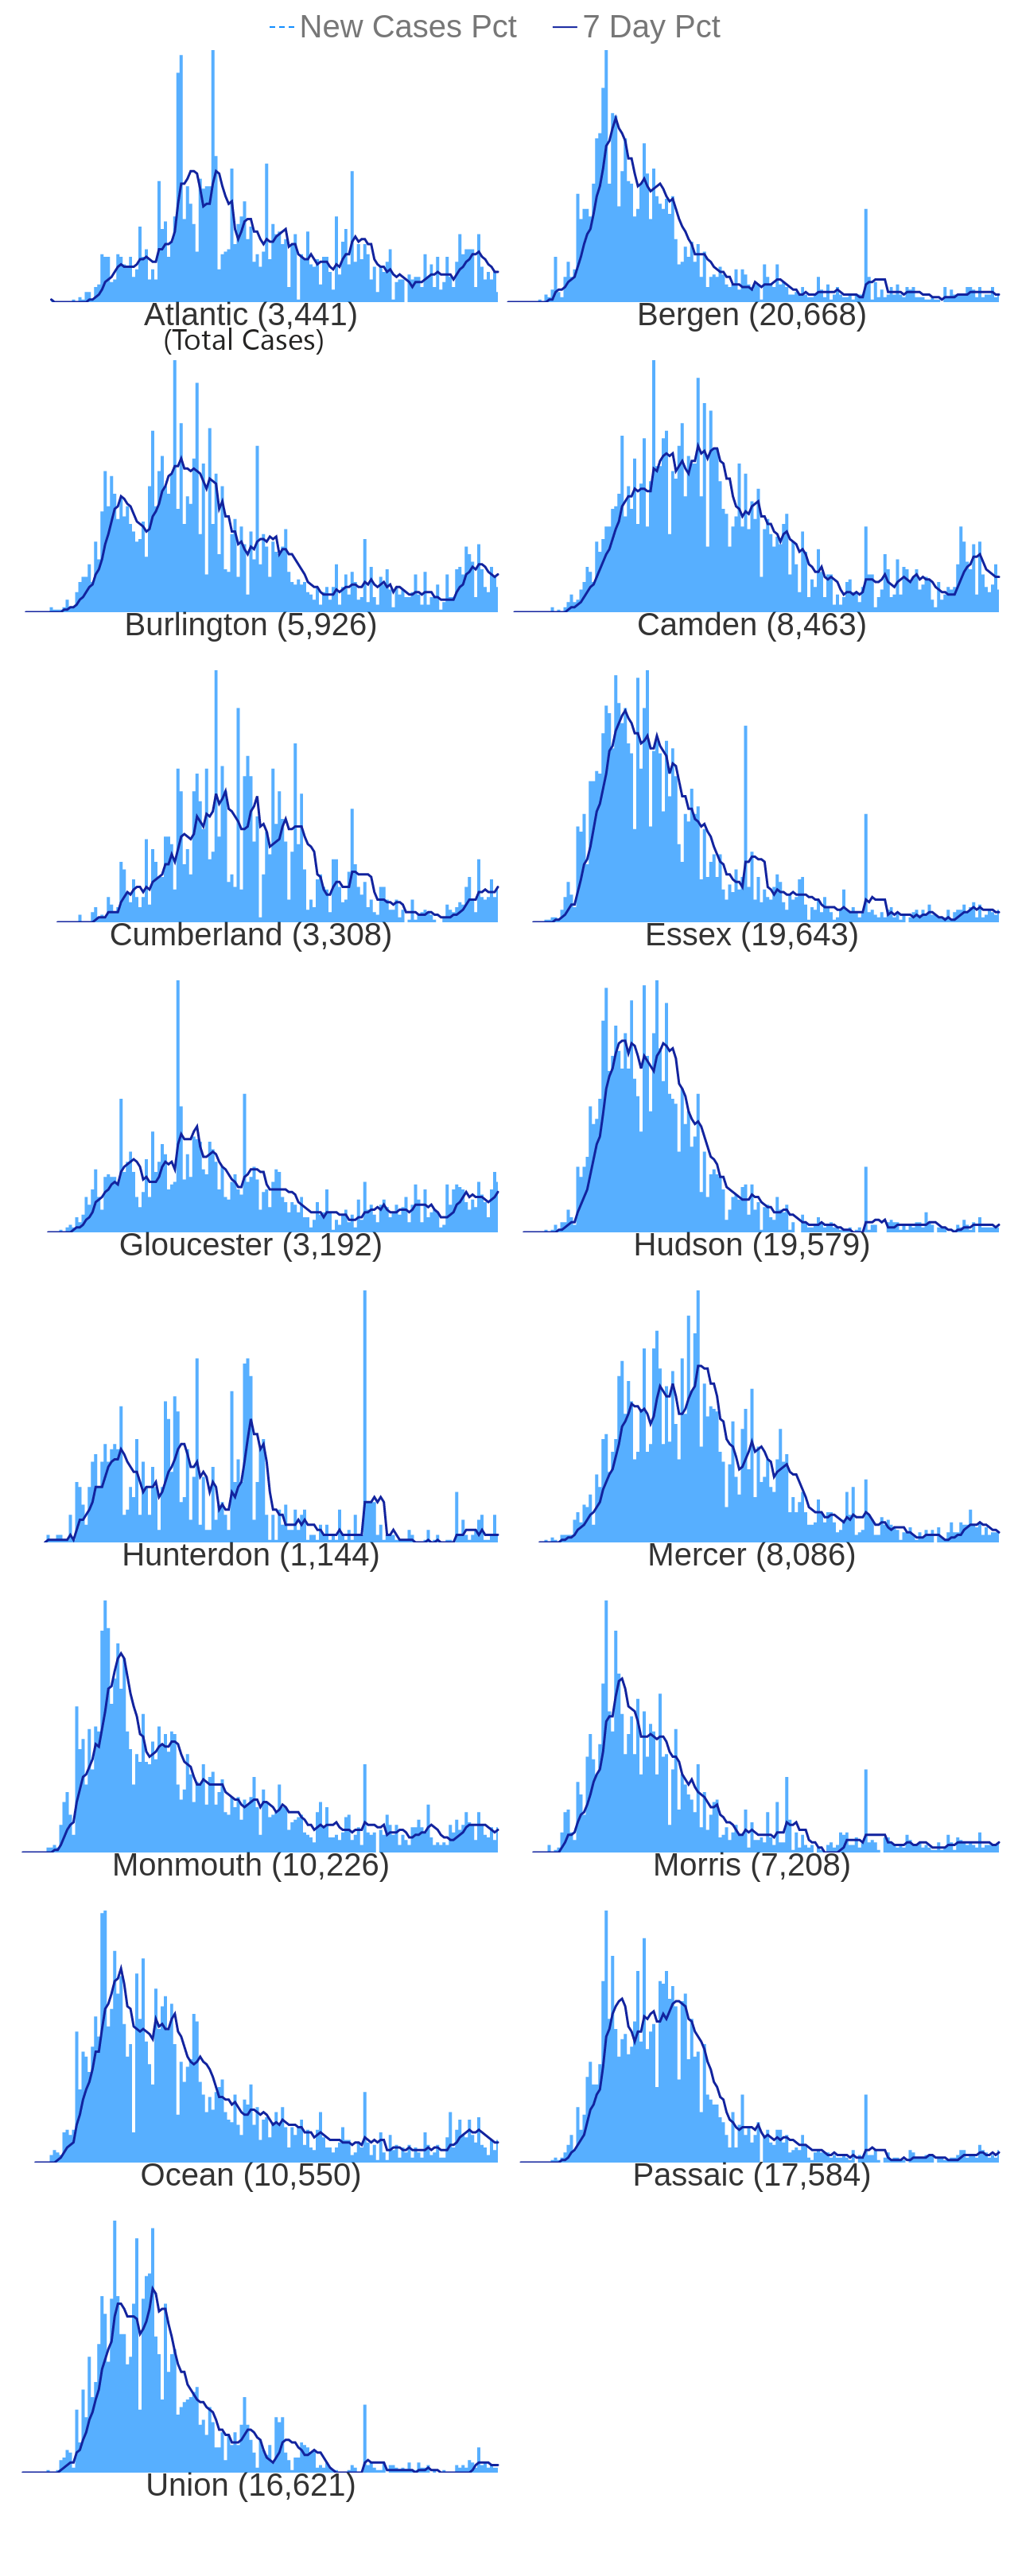 New Cases Pct 7 Day Pct
Atlantic (3,441) Bergen (20,668)
(Total Cases)
Burlington (5,926) Camden (8,463)
Cumberland (3,308) Essex (19,643)
Gloucester (3,192) Hudson (19,579)
Hunterdon (1,144) Mercer (8,086)
Monmouth (10,226) Morris (7,208)
Ocean (10,550) Passaic (17,584)
Union (16,621)